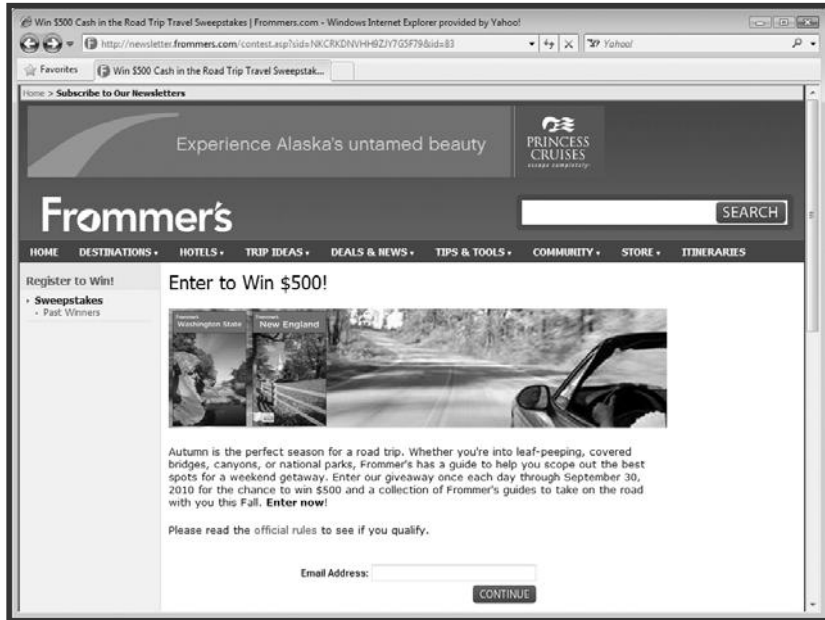 Win $500 Cash in the Road Trip Travel Sweepstakes | Frommers.com - Windows Internet Explorer provided by Yahoo!
http://newsletter.frommers.com/contest.asp?sid=NKCRKDNVHH9ZJY7G5F79&id=83
Yahoo!
Favorites
Win $500 Cash in the Road Trip Travel Sweepstak...
Home > Subscribe to Our Newsletters
Experience Alaska's untamed beauty
PRINCESS
CRUISES
escape completely
Frommer's
SEARCH
HOME DESTINATIONS HOTELS TRIP IDEAS DEALS & NEWS TIPS & TOOLS COMMUNITY STORE ITINERARIES
Register to Win!
Sweepstakes
Past Winners
Enter to Win $500!
Frommer's
Washington State
Frommer's
New England
Autumn is the perfect season for a road trip. Whether you're into leaf-peeping, covered
bridges, canyons, or national parks, Frommer's has a guide to help you scope out the best
spots for a weekend getaway. Enter our giveaway once each day through September 30,
2010 for the chance to win $500 and a collection of Frommer's guides to take on the road
with you this Fall. Enter now!
Please read the official rules to see if you qualify.
Email Address:
CONTINUE